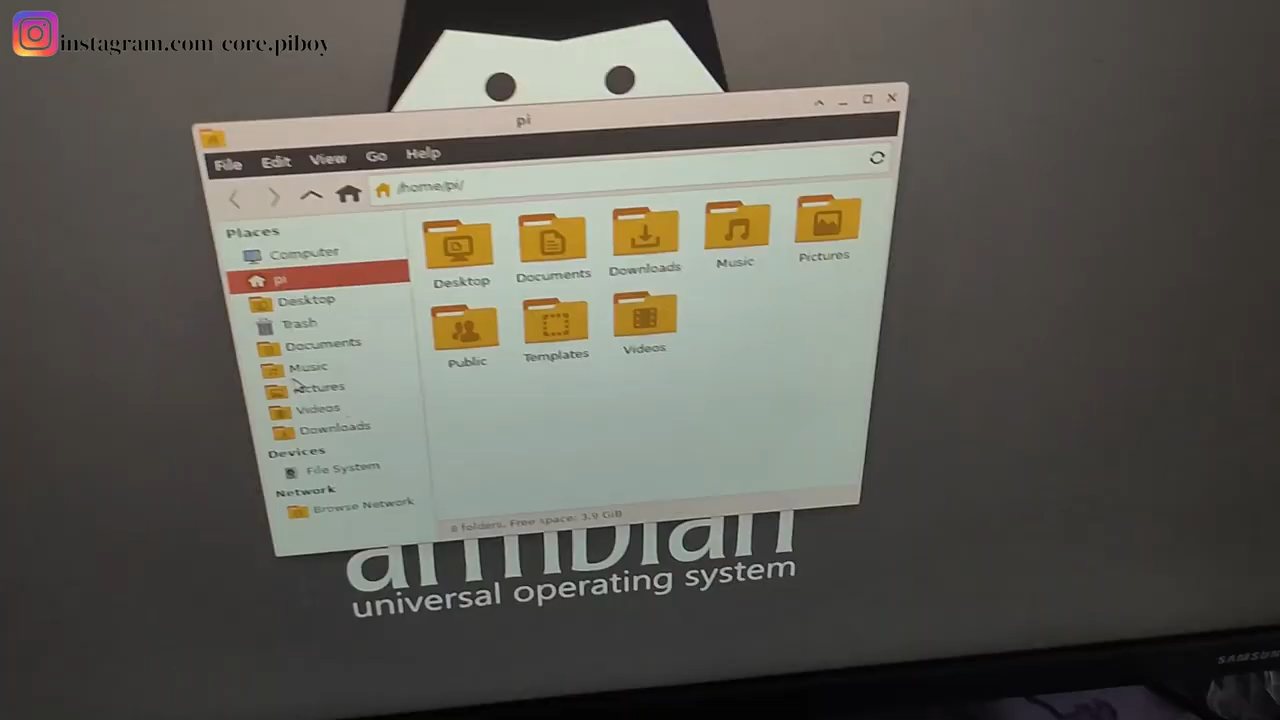 instagram.com core.piboy
pi
File Edit View Go Help
/home/pi/
Places
Computer
pi
Desktop
Trash
Documents
Music
Pictures
Videos
Downloads
Devices
File System
Network
Browse Network
Desktop Documents Downloads Music Pictures
Public Templates Videos
8 folders. Free space: 3.9 GiB
armbian
universal operating system
SAMSUNG